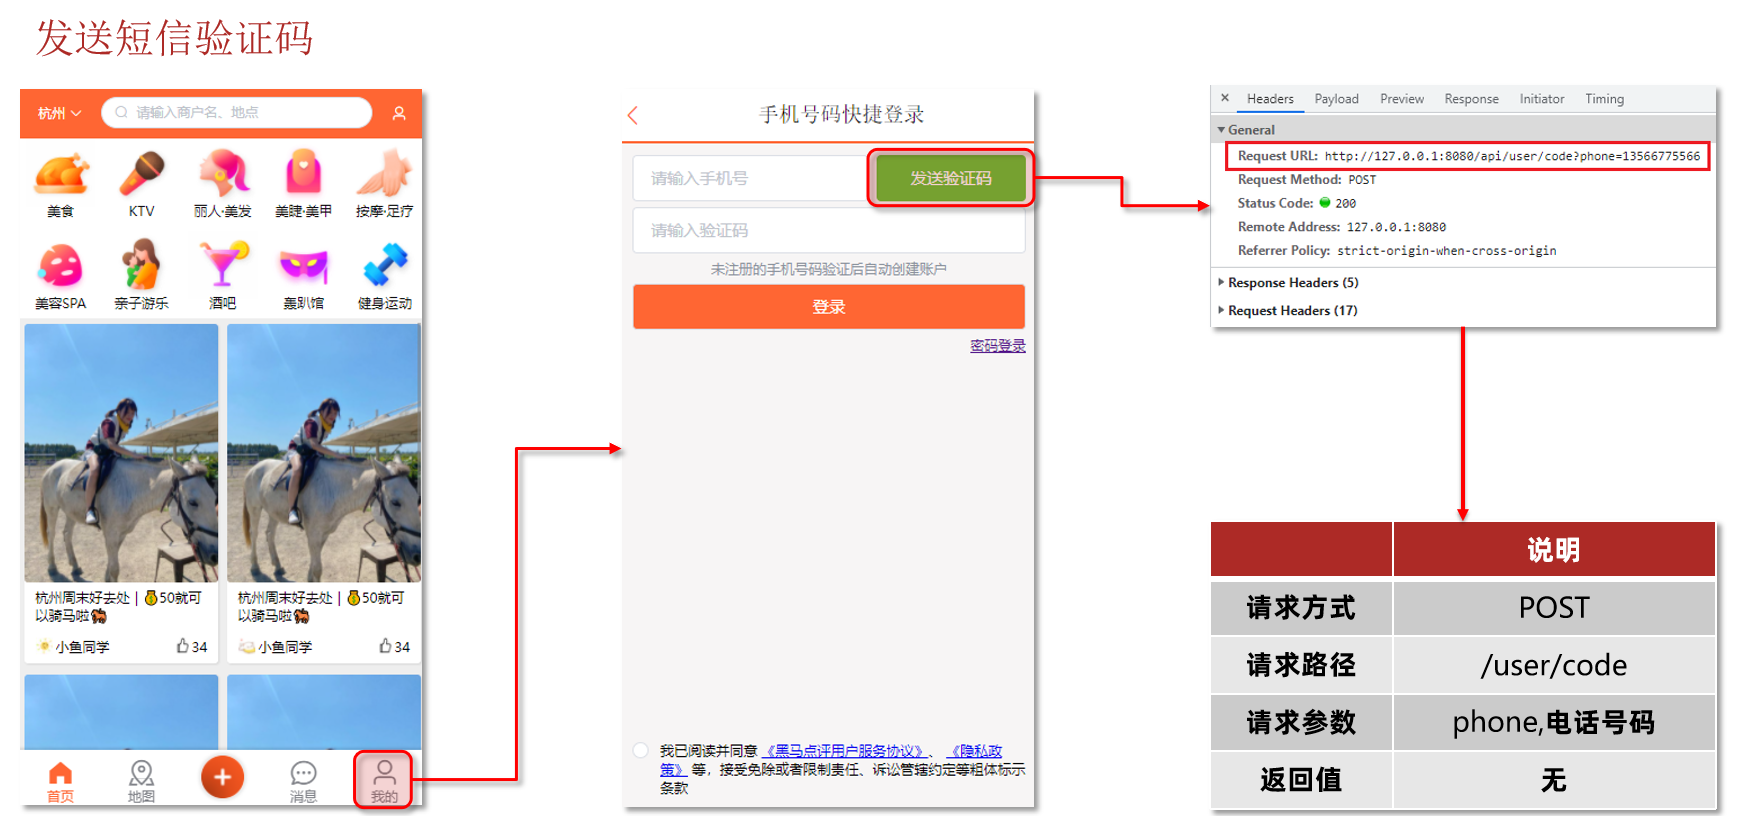 发送短信验证码
杭州
请输入商户名、地点
美食
KTV
丽人·美发
美睫·美甲
按摩·足疗
美容SPA
亲子游乐
酒吧
轰趴馆
健身运动
杭州周末好去处 | 💰50就可
以骑马啦🐎
小鱼同学
34
杭州周末好去处 | 💰50就可
以骑马啦🐎
小鱼同学
34
首页
地图
消息
我的
手机号码快捷登录
请输入手机号
发送验证码
请输入验证码
未注册的手机号码验证后自动创建账户
登录
密码登录
我已阅读并同意 《黑马点评用户服务协议》、 《隐私政
策》 等，接受免除或者限制责任、诉讼管辖约定等粗体标示
条款
Headers Payload Preview Response Initiator Timing
General
Request URL: http://127.0.0.1:8080/api/user/code?phone=13566775566
Request Method: POST
Status Code: 200
Remote Address: 127.0.0.1:8080
Referrer Policy: strict-origin-when-cross-origin
Response Headers (5)
Request Headers (17)
说明
请求方式 POST
请求路径 /user/code
请求参数 phone,电话号码
返回值 无